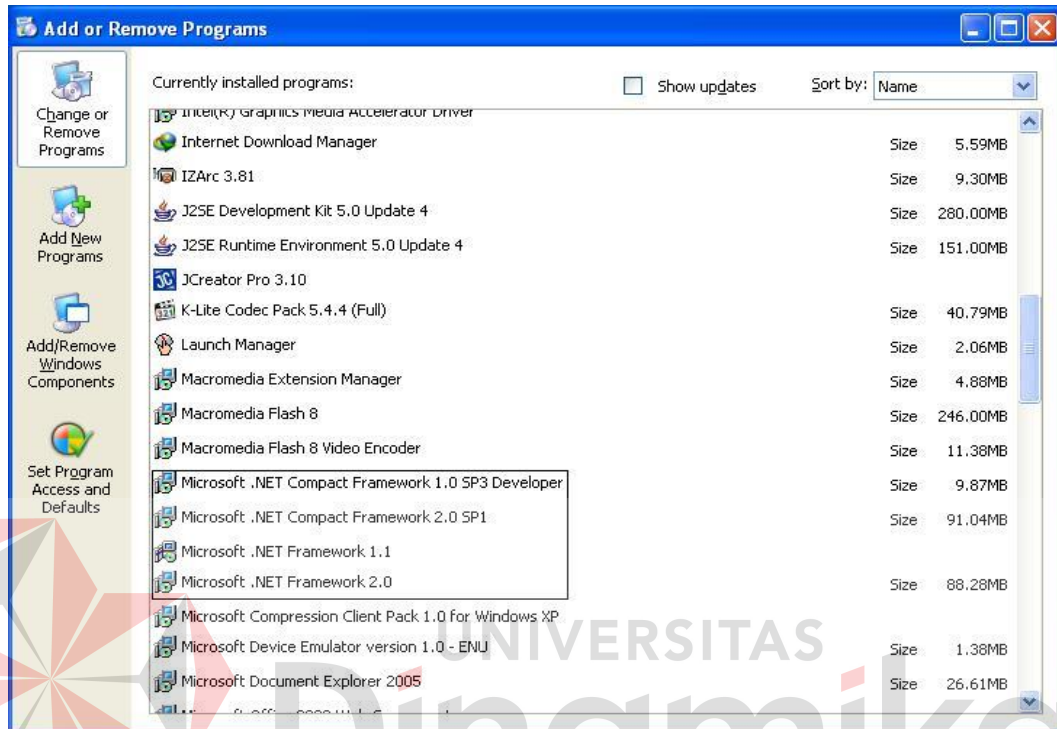 Add or Remove Programs
Change or
Remove
Programs
Add New
Programs
Add/Remove
Windows
Components
Set Program
Access and
Defaults
Currently installed programs:
Show updates
Sort by: Name
Intel(R) Graphics Media Accelerator Driver
Internet Download Manager Size 5.59MB
IZArc 3.81 Size 9.30MB
J2SE Development Kit 5.0 Update 4 Size 280.00MB
J2SE Runtime Environment 5.0 Update 4 Size 151.00MB
JCreator Pro 3.10
K-Lite Codec Pack 5.4.4 (Full) Size 40.79MB
Launch Manager Size 2.06MB
Macromedia Extension Manager Size 4.88MB
Macromedia Flash 8 Size 246.00MB
Macromedia Flash 8 Video Encoder Size 11.38MB
Microsoft .NET Compact Framework 1.0 SP3 Developer Size 9.87MB
Microsoft .NET Compact Framework 2.0 SP1 Size 91.04MB
Microsoft .NET Framework 1.1
Microsoft .NET Framework 2.0 Size 88.28MB
Microsoft Compression Client Pack 1.0 for Windows XP
Microsoft Device Emulator version 1.0 - ENU Size 1.38MB
Microsoft Document Explorer 2005 Size 26.61MB
UNIVERSITAS
Dinamika